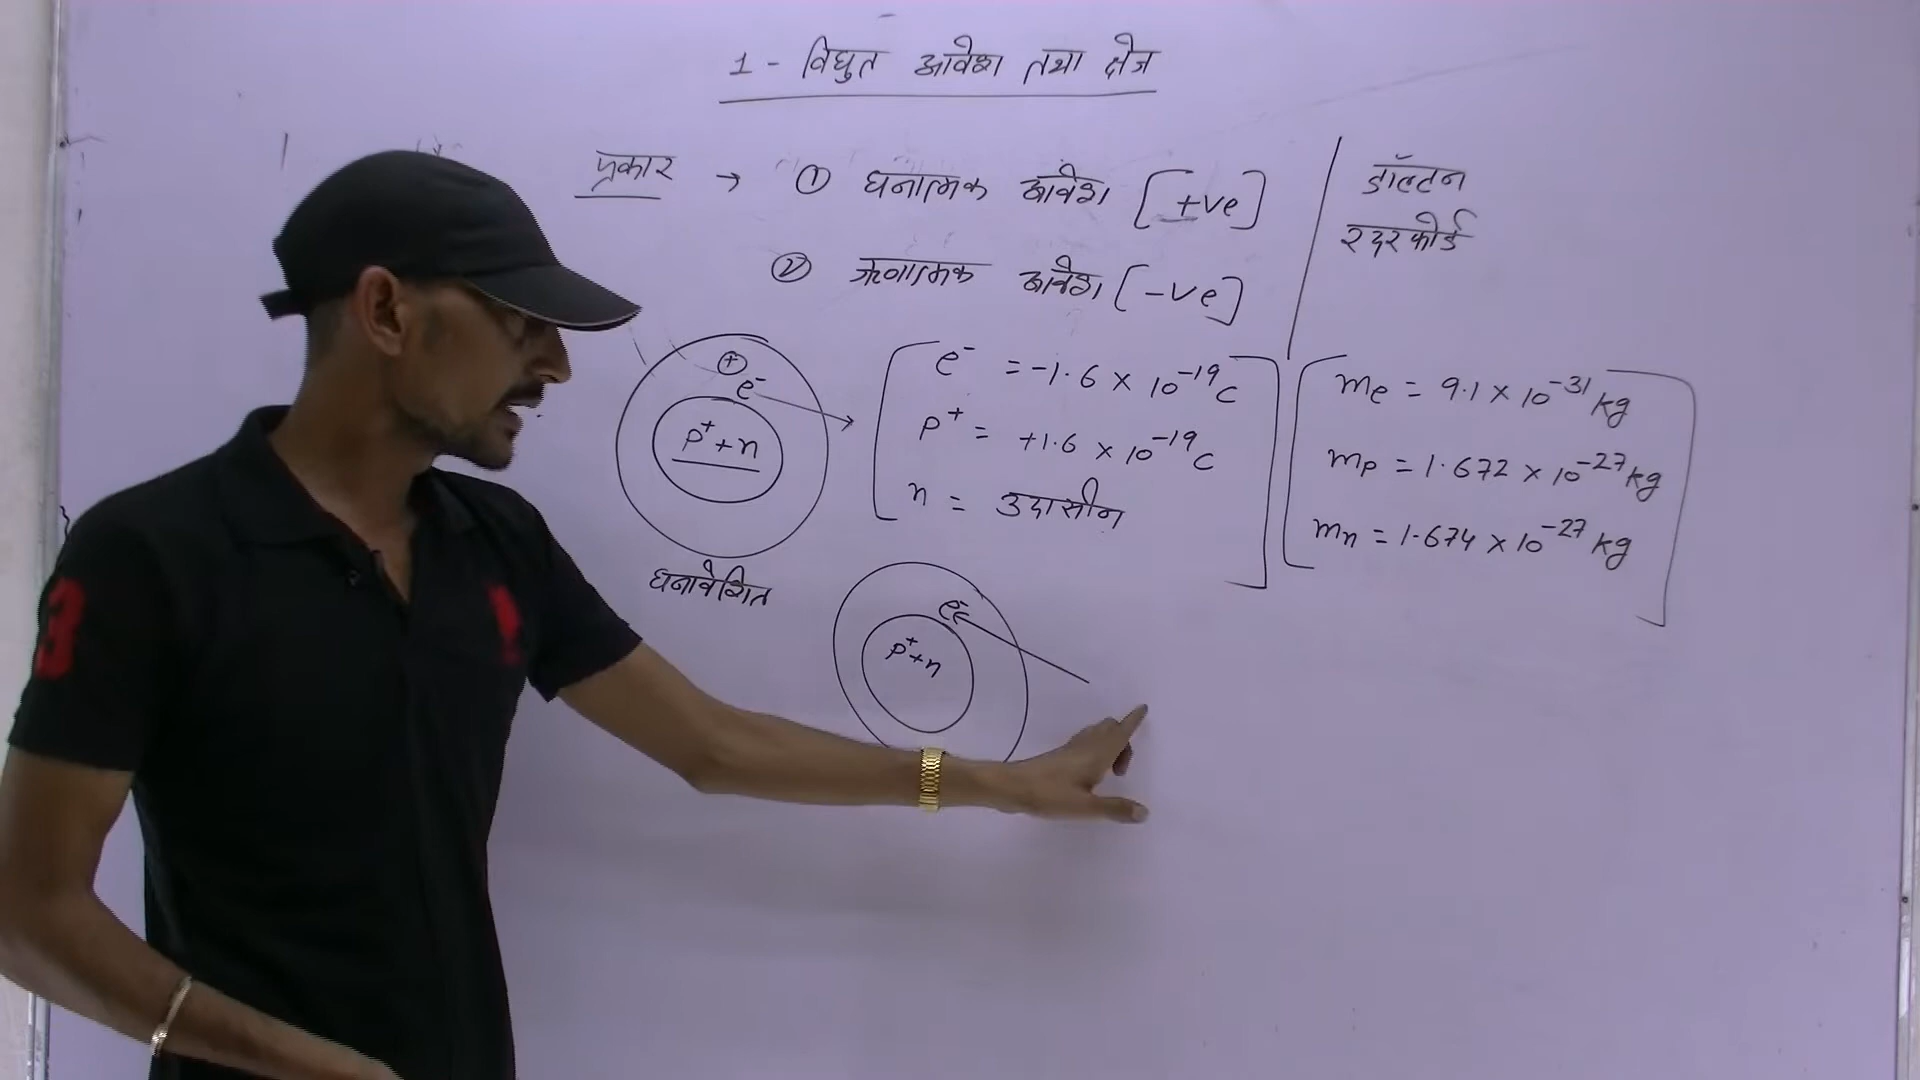 1 - विधुत आवेश तथा क्षेत्र
प्रकार → ① धनात्मक आवेश [+ve]
② ऋणात्मक आवेश [-ve]
डॉल्टन
रदरफोर्ड
+
e⁻
p⁺+n
धनावेशित
e⁻ = -1.6 × 10⁻¹⁹ C
p⁺ = +1.6 × 10⁻¹⁹ C
n = उदासीन
me = 9.1 × 10⁻³¹ kg
mp = 1.672 × 10⁻²⁷ kg
mn = 1.674 × 10⁻²⁷ kg
p⁺+n
3